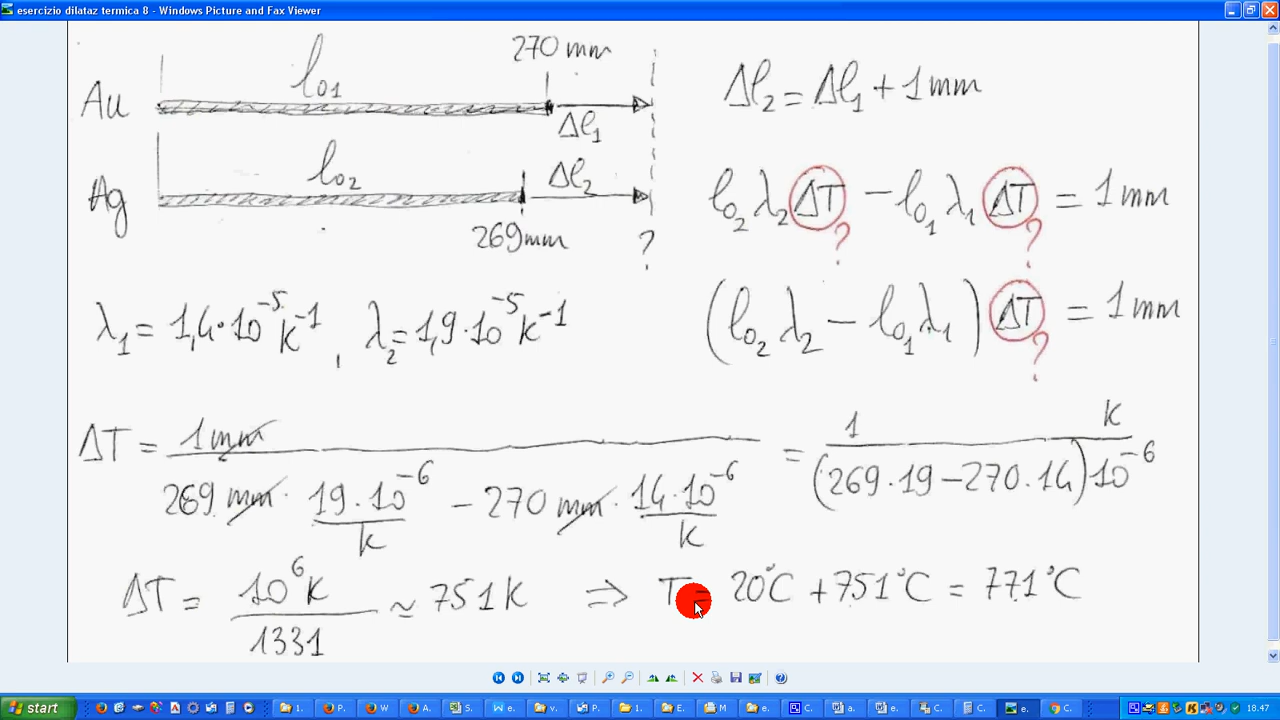 esercizio dilataz termica 8 - Windows Picture and Fax Viewer
270 mm
Au l₀₁ Δl₁
Ag l₀₂ Δl₂
269 mm ?
λ₁ = 1,4·10⁻⁵ K⁻¹, λ₂ = 1,9·10⁻⁵ K⁻¹
Δl₂ = Δl₁ + 1 mm
l₀₂ λ₂ ΔT − l₀₁ λ₁ ΔT = 1 mm
? ?
(l₀₂ λ₂ − l₀₁ λ₁) ΔT = 1 mm
?
ΔT = 1 mm / (269 mm · 19·10⁻⁶/K − 270 mm · 14·10⁻⁶/K) = 1 K / (269·19 − 270·14)10⁻⁶
ΔT = 10⁶ K / 1331 ≃ 751 K ⇒ T = 20°C + 751°C = 771°C
start 1. P. W A. S. w e. v. P. 1. E. M e. C. a. e. C. C. e. C. 18.47